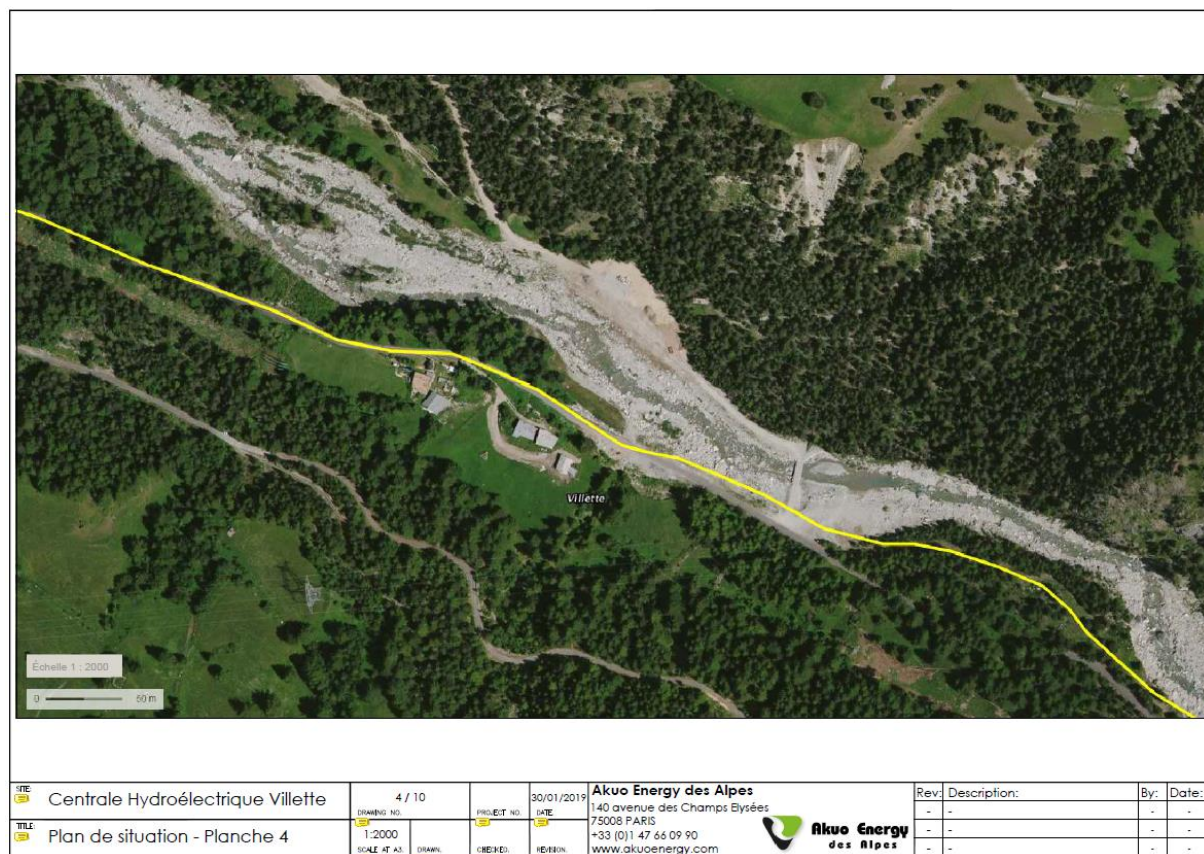 Villette
Échelle 1 : 2000
0 50 m
SITE:
Centrale Hydroélectrique Villette
TITLE:
Plan de situation - Planche 4
4 / 10
DRAWING NO.
PROJECT NO.
30/01/2019
DATE
1:2000
SCALE AT A3.
DRAWN.
CHECKED.
REVISION.
Akuo Energy des Alpes
140 avenue des Champs Elysées
75008 PARIS
+33 (0)1 47 66 09 90
www.akuoenergy.com
Akuo Energy
des Alpes
Rev: Description: By: Date:
- - - -
- - - -
- - - -